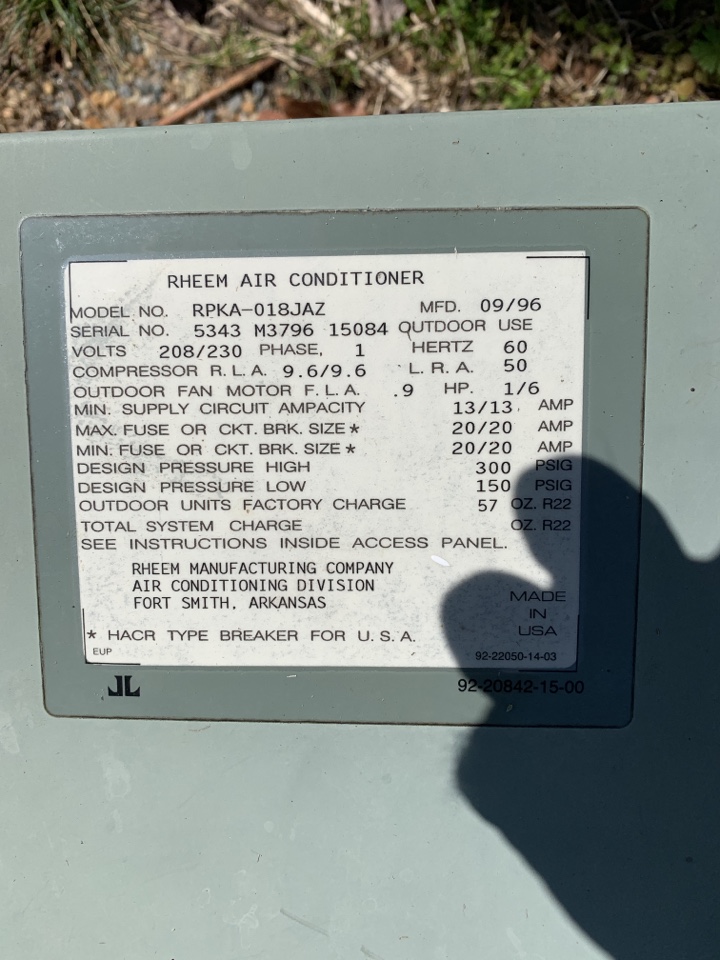 RHEEM AIR CONDITIONER
MODEL NO. RPKA-018JAZ MFD. 09/96
SERIAL NO. 5343 M3796 15084 OUTDOOR USE
VOLTS 208/230 PHASE, 1 HERTZ 60
COMPRESSOR R.L.A. 9.6/9.6 L.R.A. 50
OUTDOOR FAN MOTOR F.L.A. .9 HP. 1/6
MIN. SUPPLY CIRCUIT AMPACITY 13/13 AMP
MAX. FUSE OR CKT. BRK. SIZE* 20/20 AMP
MIN. FUSE OR CKT. BRK. SIZE* 20/20 AMP
DESIGN PRESSURE HIGH 300 PSIG
DESIGN PRESSURE LOW 150 PSIG
OUTDOOR UNITS FACTORY CHARGE 57 OZ. R22
TOTAL SYSTEM CHARGE OZ. R22
SEE INSTRUCTIONS INSIDE ACCESS PANEL.
RHEEM MANUFACTURING COMPANY
AIR CONDITIONING DIVISION
FORT SMITH, ARKANSAS
MADE
IN
USA
* HACR TYPE BREAKER FOR U.S.A.
EUP 92-22050-14-03
92-20842-15-00